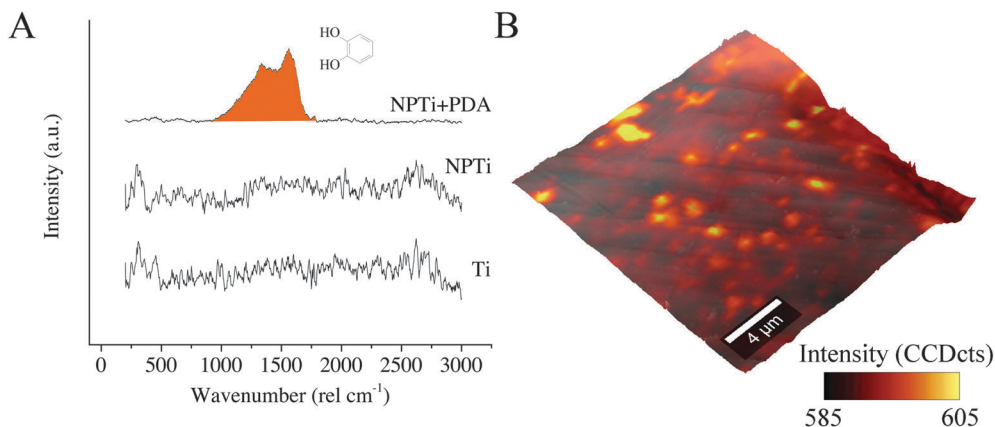 A
B
HO
HO
NPTi+PDA
NPTi
Ti
Intensity (a.u.)
0 500 1000 1500 2000 2500 3000
Wavenumber (rel cm⁻¹)
4 µm
Intensity (CCDcts)
585 605